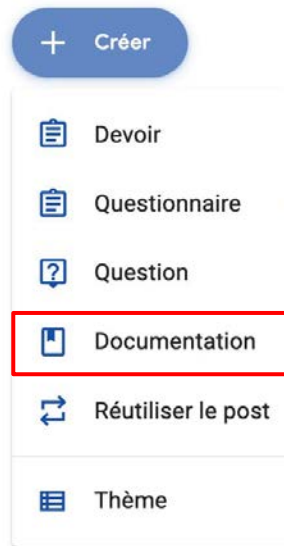 Créer
Devoir
Questionnaire
Question
Documentation
Réutiliser le post
Thème